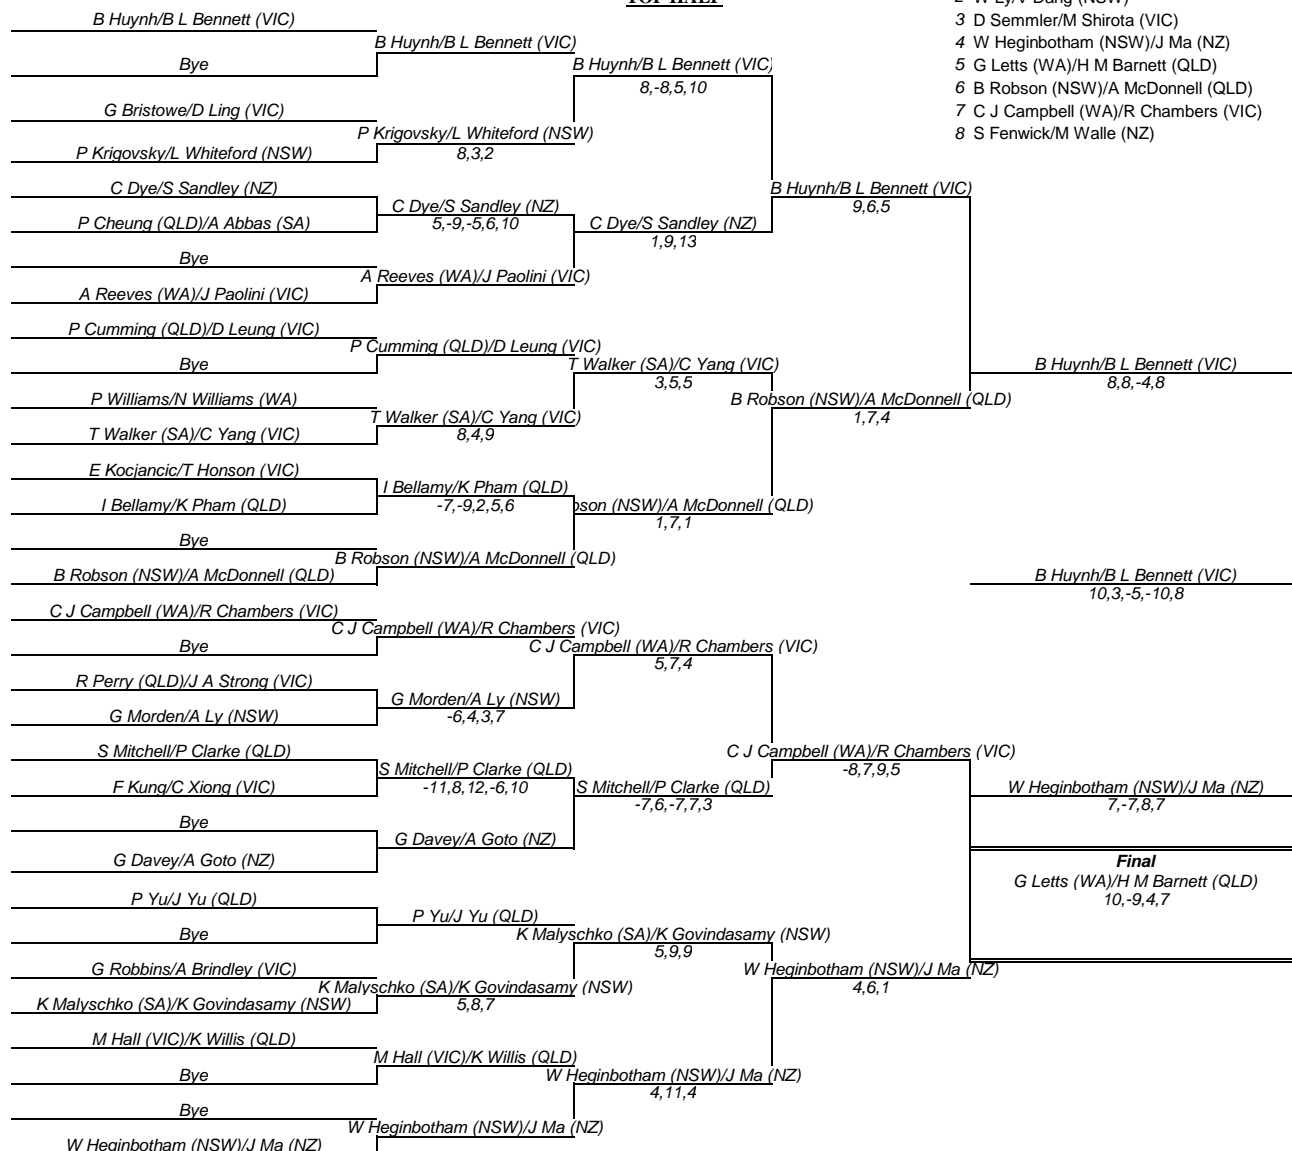 TOP HALF
2 W Ly/V Dang (NSW)
3 D Semmler/M Shirota (VIC)
4 W Heginbotham (NSW)/J Ma (NZ)
5 G Letts (WA)/H M Barnett (QLD)
6 B Robson (NSW)/A McDonnell (QLD)
7 C J Campbell (WA)/R Chambers (VIC)
8 S Fenwick/M Walle (NZ)
B Huynh/B L Bennett (VIC)
B Huynh/B L Bennett (VIC)
Bye
B Huynh/B L Bennett (VIC)
8,-8,5,10
G Bristowe/D Ling (VIC)
P Krigovsky/L Whiteford (NSW)
8,3,2
P Krigovsky/L Whiteford (NSW)
C Dye/S Sandley (NZ)
B Huynh/B L Bennett (VIC)
9,6,5
C Dye/S Sandley (NZ)
5,-9,-5,6,10
P Cheung (QLD)/A Abbas (SA)
C Dye/S Sandley (NZ)
1,9,13
Bye
A Reeves (WA)/J Paolini (VIC)
A Reeves (WA)/J Paolini (VIC)
P Cumming (QLD)/D Leung (VIC)
P Cumming (QLD)/D Leung (VIC)
Bye
T Walker (SA)/C Yang (VIC)
3,5,5
B Huynh/B L Bennett (VIC)
8,8,-4,8
P Williams/N Williams (WA)
B Robson (NSW)/A McDonnell (QLD)
1,7,4
T Walker (SA)/C Yang (VIC)
8,4,9
T Walker (SA)/C Yang (VIC)
E Kocjancic/T Honson (VIC)
I Bellamy/K Pham (QLD)
-7,-9,2,5,6
I Bellamy/K Pham (QLD)
(NSW)/A McDonnell (QLD)
1,7,1
Bye
B Robson (NSW)/A McDonnell (QLD)
B Robson (NSW)/A McDonnell (QLD)
B Huynh/B L Bennett (VIC)
10,3,-5,-10,8
C J Campbell (WA)/R Chambers (VIC)
C J Campbell (WA)/R Chambers (VIC)
Bye
C J Campbell (WA)/R Chambers (VIC)
5,7,4
R Perry (QLD)/J A Strong (VIC)
G Morden/A Ly (NSW)
-6,4,3,7
G Morden/A Ly (NSW)
S Mitchell/P Clarke (QLD)
C J Campbell (WA)/R Chambers (VIC)
-8,7,9,5
S Mitchell/P Clarke (QLD)
-11,8,12,-6,10
F Kung/C Xiong (VIC)
S Mitchell/P Clarke (QLD)
-7,6,-7,7,3
W Heginbotham (NSW)/J Ma (NZ)
7,-7,8,7
Bye
G Davey/A Goto (NZ)
G Davey/A Goto (NZ)
Final
G Letts (WA)/H M Barnett (QLD)
10,-9,4,7
P Yu/J Yu (QLD)
P Yu/J Yu (QLD)
Bye
K Malyschko (SA)/K Govindasamy (NSW)
5,9,9
G Robbins/A Brindley (VIC)
W Heginbotham (NSW)/J Ma (NZ)
4,6,1
K Malyschko (SA)/K Govindasamy (NSW)
5,8,7
K Malyschko (SA)/K Govindasamy (NSW)
M Hall (VIC)/K Willis (QLD)
M Hall (VIC)/K Willis (QLD)
Bye
W Heginbotham (NSW)/J Ma (NZ)
4,11,4
Bye
W Heginbotham (NSW)/J Ma (NZ)
W Heginbotham (NSW)/J Ma (NZ)